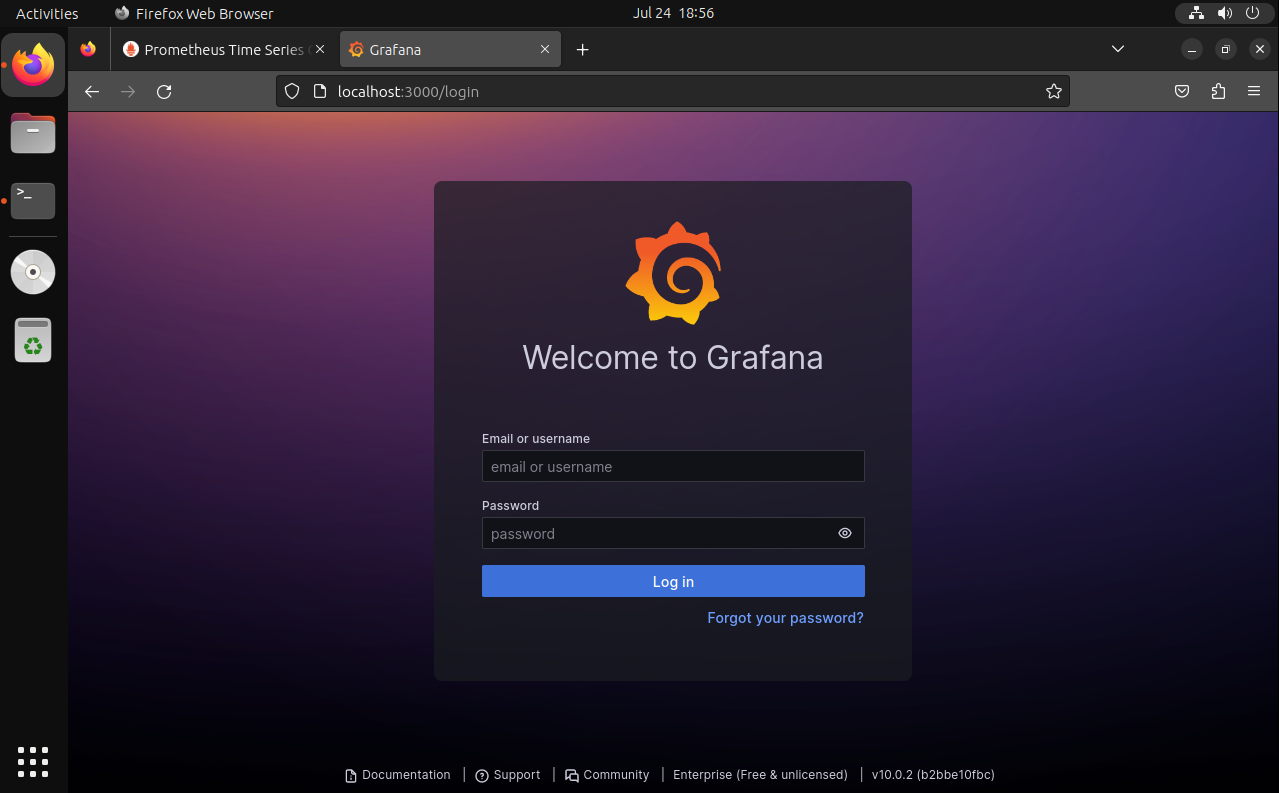 Activities Firefox Web Browser Jul 24 18:56
Prometheus Time Series Grafana
localhost:3000/login
>_
Welcome to Grafana
Email or username
email or username
Password
password
Log in
Forgot your password?
Documentation Support Community Enterprise (Free & unlicensed) v10.0.2 (b2bbe10fbc)